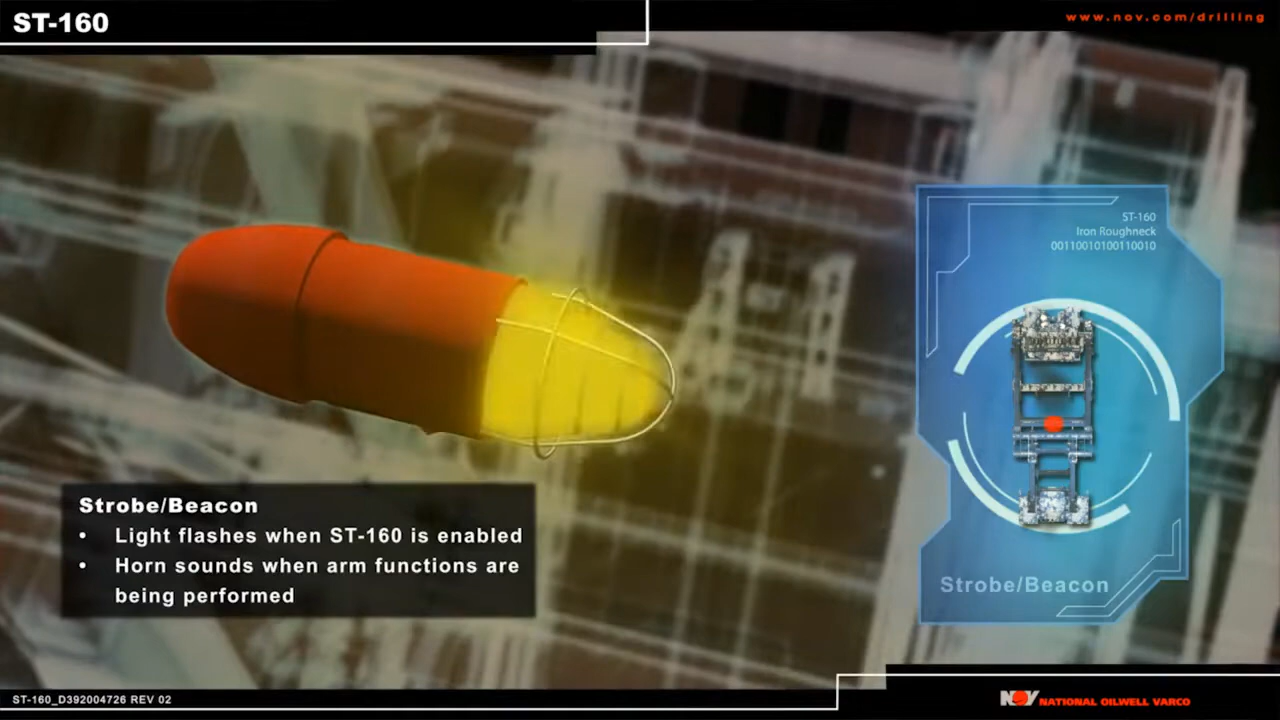 ST-160
www.nov.com/drilling
ST-160
Iron Roughneck
00110010100110010
Strobe/Beacon
• Light flashes when ST-160 is enabled
• Horn sounds when arm functions are
being performed
Strobe/Beacon
ST-160_D392004726 REV 02
NOV NATIONAL OILWELL VARCO